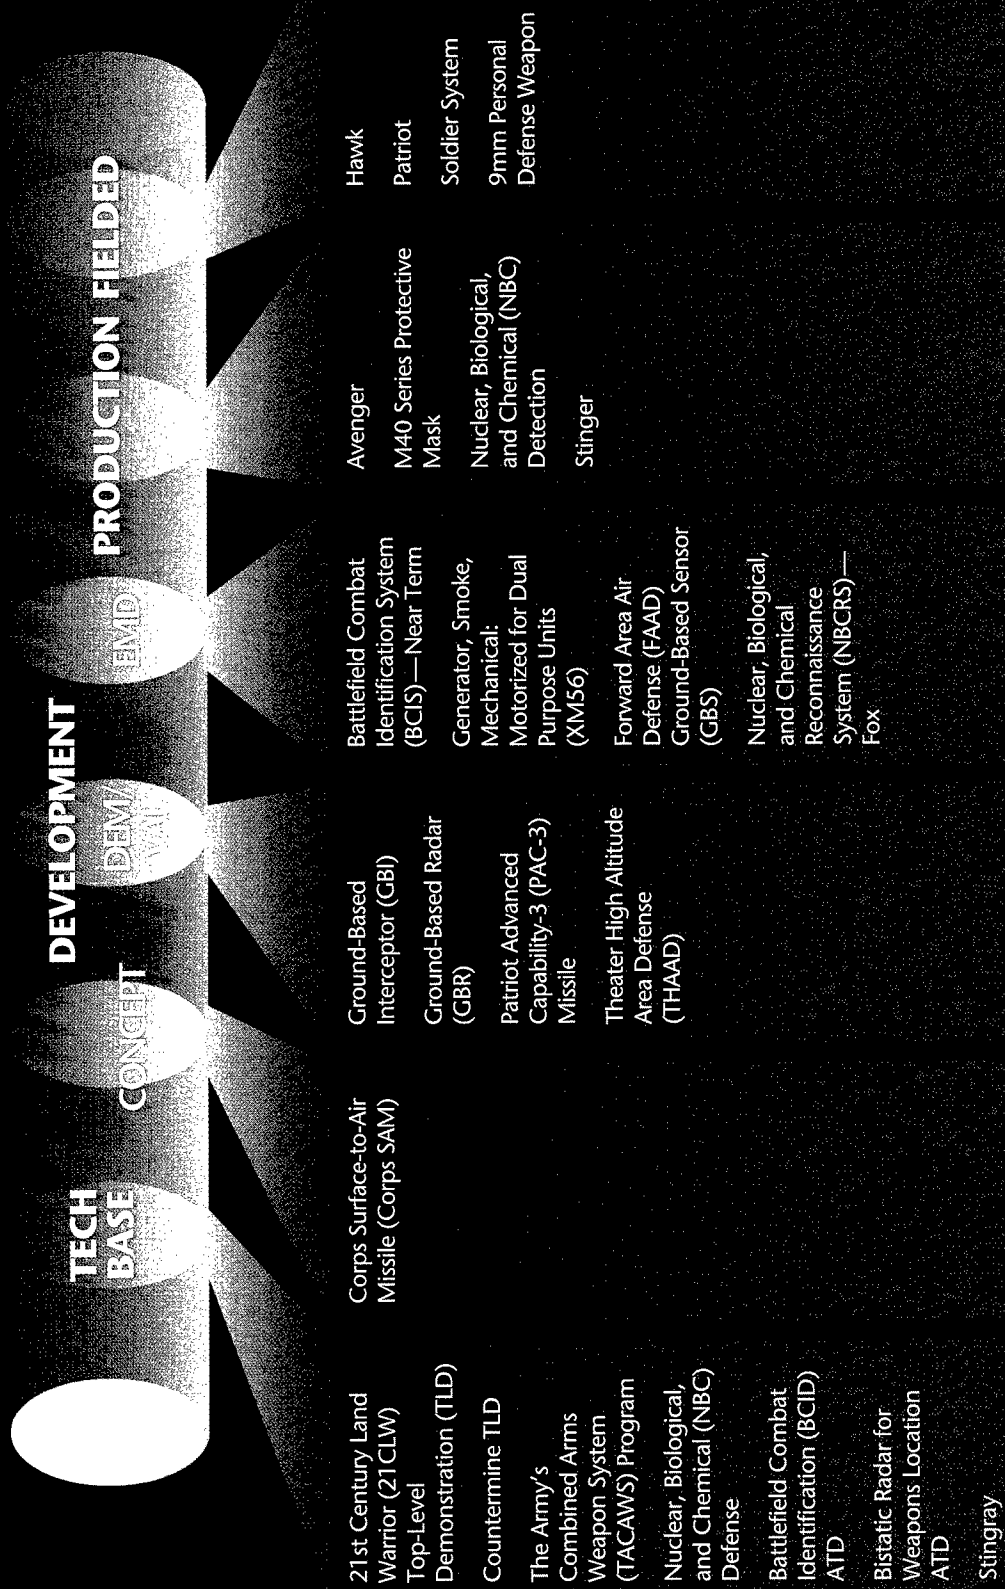 TECH
BASE
CONCEPT
DEVELOPMENT
DEM/
VAL
EMD
PRODUCTION
FIELDED
21st Century Land
Warrior (21 CLW)
Top-Level
Demonstration (TLD)
Countermine TLD
The Army's
Combined Arms
Weapon System
(TACAWS) Program
Nuclear, Biological,
and Chemical (NBC)
Defense
Battlefield Combat
Identification (BCID)
ATD
Bistatic Radar for
Weapons Location
ATD
Stingray
Corps Surface-to-Air
Missile (Corps SAM)
Ground-Based
Interceptor (GBI)
Ground-Based Radar
(GBR)
Patriot Advanced
Capability-3 (PAC-3)
Missile
Theater High Altitude
Area Defense
(THAAD)
Battlefield Combat
Identification System
(BCIS)—Near Term
Generator, Smoke,
Mechanical:
Motorized for Dual
Purpose Units
(XM56)
Forward Area Air
Defense (FAAD)
Ground-Based Sensor
(GBS)
Nuclear, Biological,
and Chemical
Reconnaissance
System (NBCRS)—
Fox
Avenger
M40 Series Protective
Mask
Nuclear, Biological,
and Chemical (NBC)
Detection
Stinger
Hawk
Patriot
Soldier System
9mm Personal
Defense Weapon